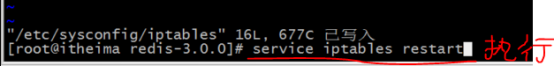 ~
"/etc/sysconfig/iptables" 16L, 677C 已写入
[root@itheima redis-3.0.0]# service iptables restart 执行